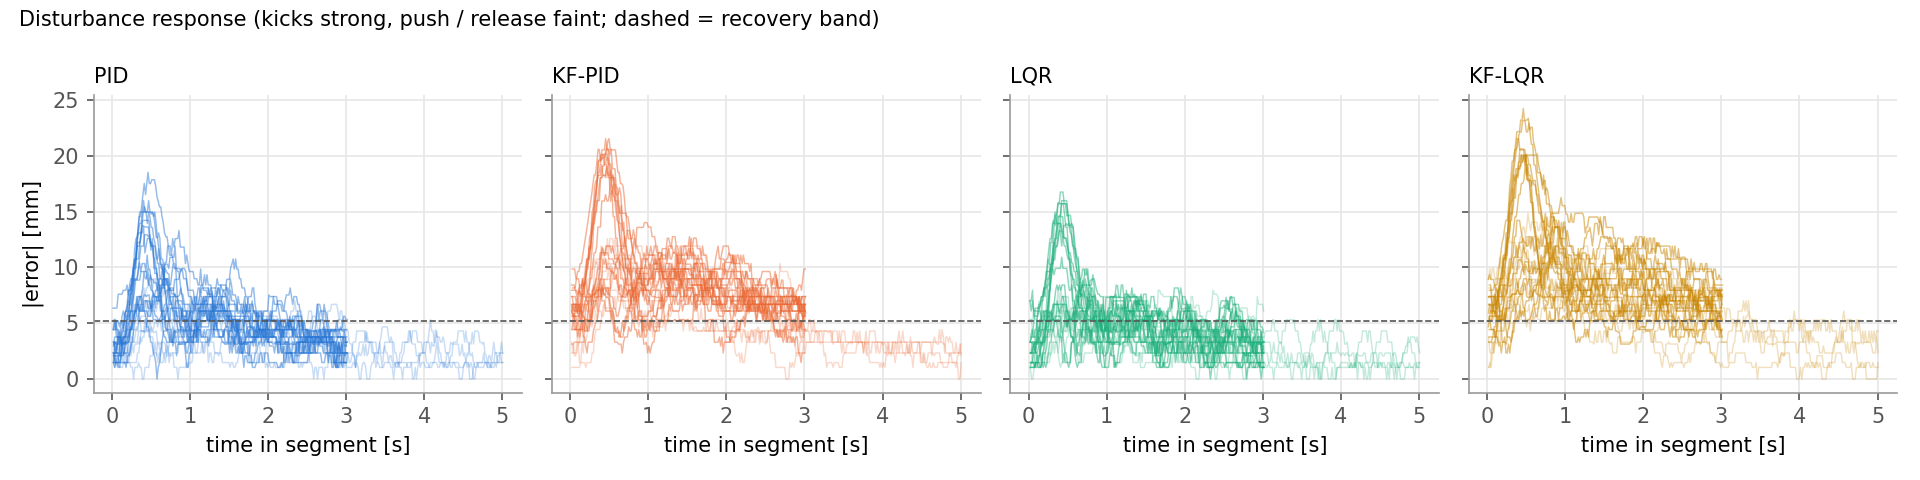 Disturbance response (kicks strong, push / release faint; dashed = recovery band)
PID
KF-PID
LQR
KF-LQR
|error| [mm]
25
20
15
10
5
0
0 1 2 3 4 5
0 1 2 3 4 5
0 1 2 3 4 5
0 1 2 3 4 5
time in segment [s]
time in segment [s]
time in segment [s]
time in segment [s]